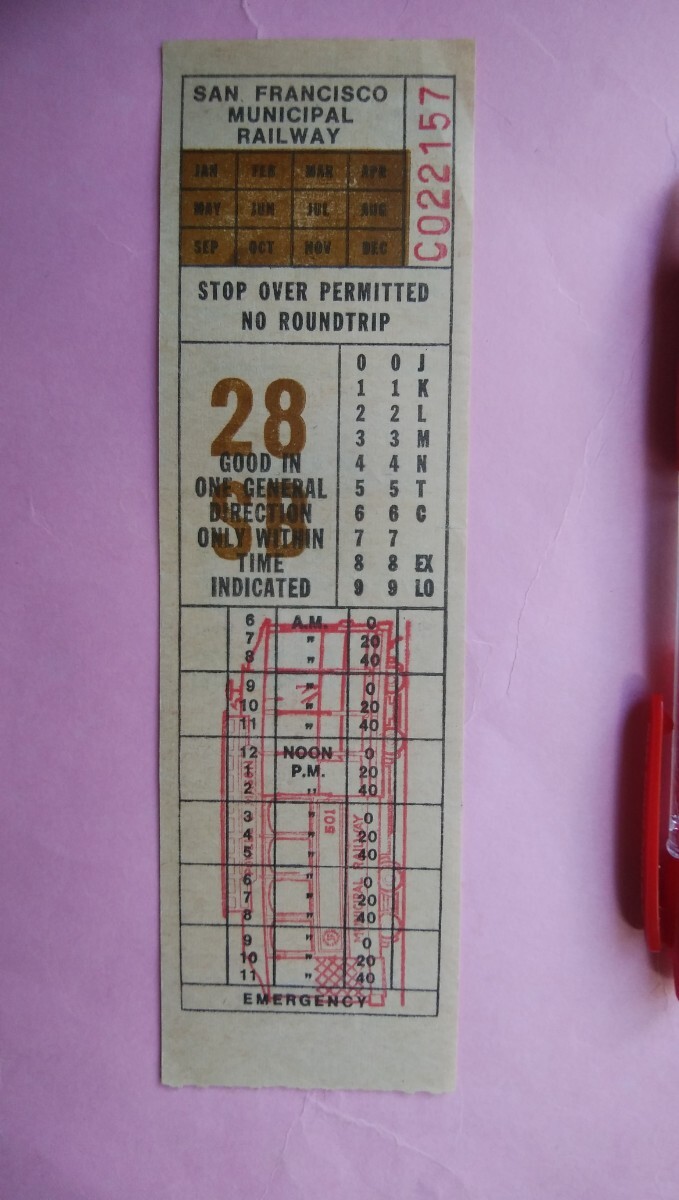 SAN FRANCISCO
MUNICIPAL
RAILWAY
C022157
JAN FEB MAR APR
MAY JUN JUL AUG
SEP OCT NOV DEC
STOP OVER PERMITTED
NO ROUNDTRIP
28
SB
GOOD IN
ONE GENERAL
DIRECTION
ONLY WITHIN
TIME
INDICATED
0 0 J
1 1 K
2 2 L
3 3 M
4 4 N
5 5 T
6 6 C
7 7
8 8 EX
9 9 LO
6 A.M. 0
7 " 20
8 " 40
9 " 0
10 " 20
11 " 40
12 NOON 0
1 P.M. 20
2 " 40
3 " 0
4 " 20
5 " 40
6 " 0
7 " 20
8 " 40
9 " 0
10 " 20
11 " 40
501
MUNICIPAL RAILWAY
EMERGENCY